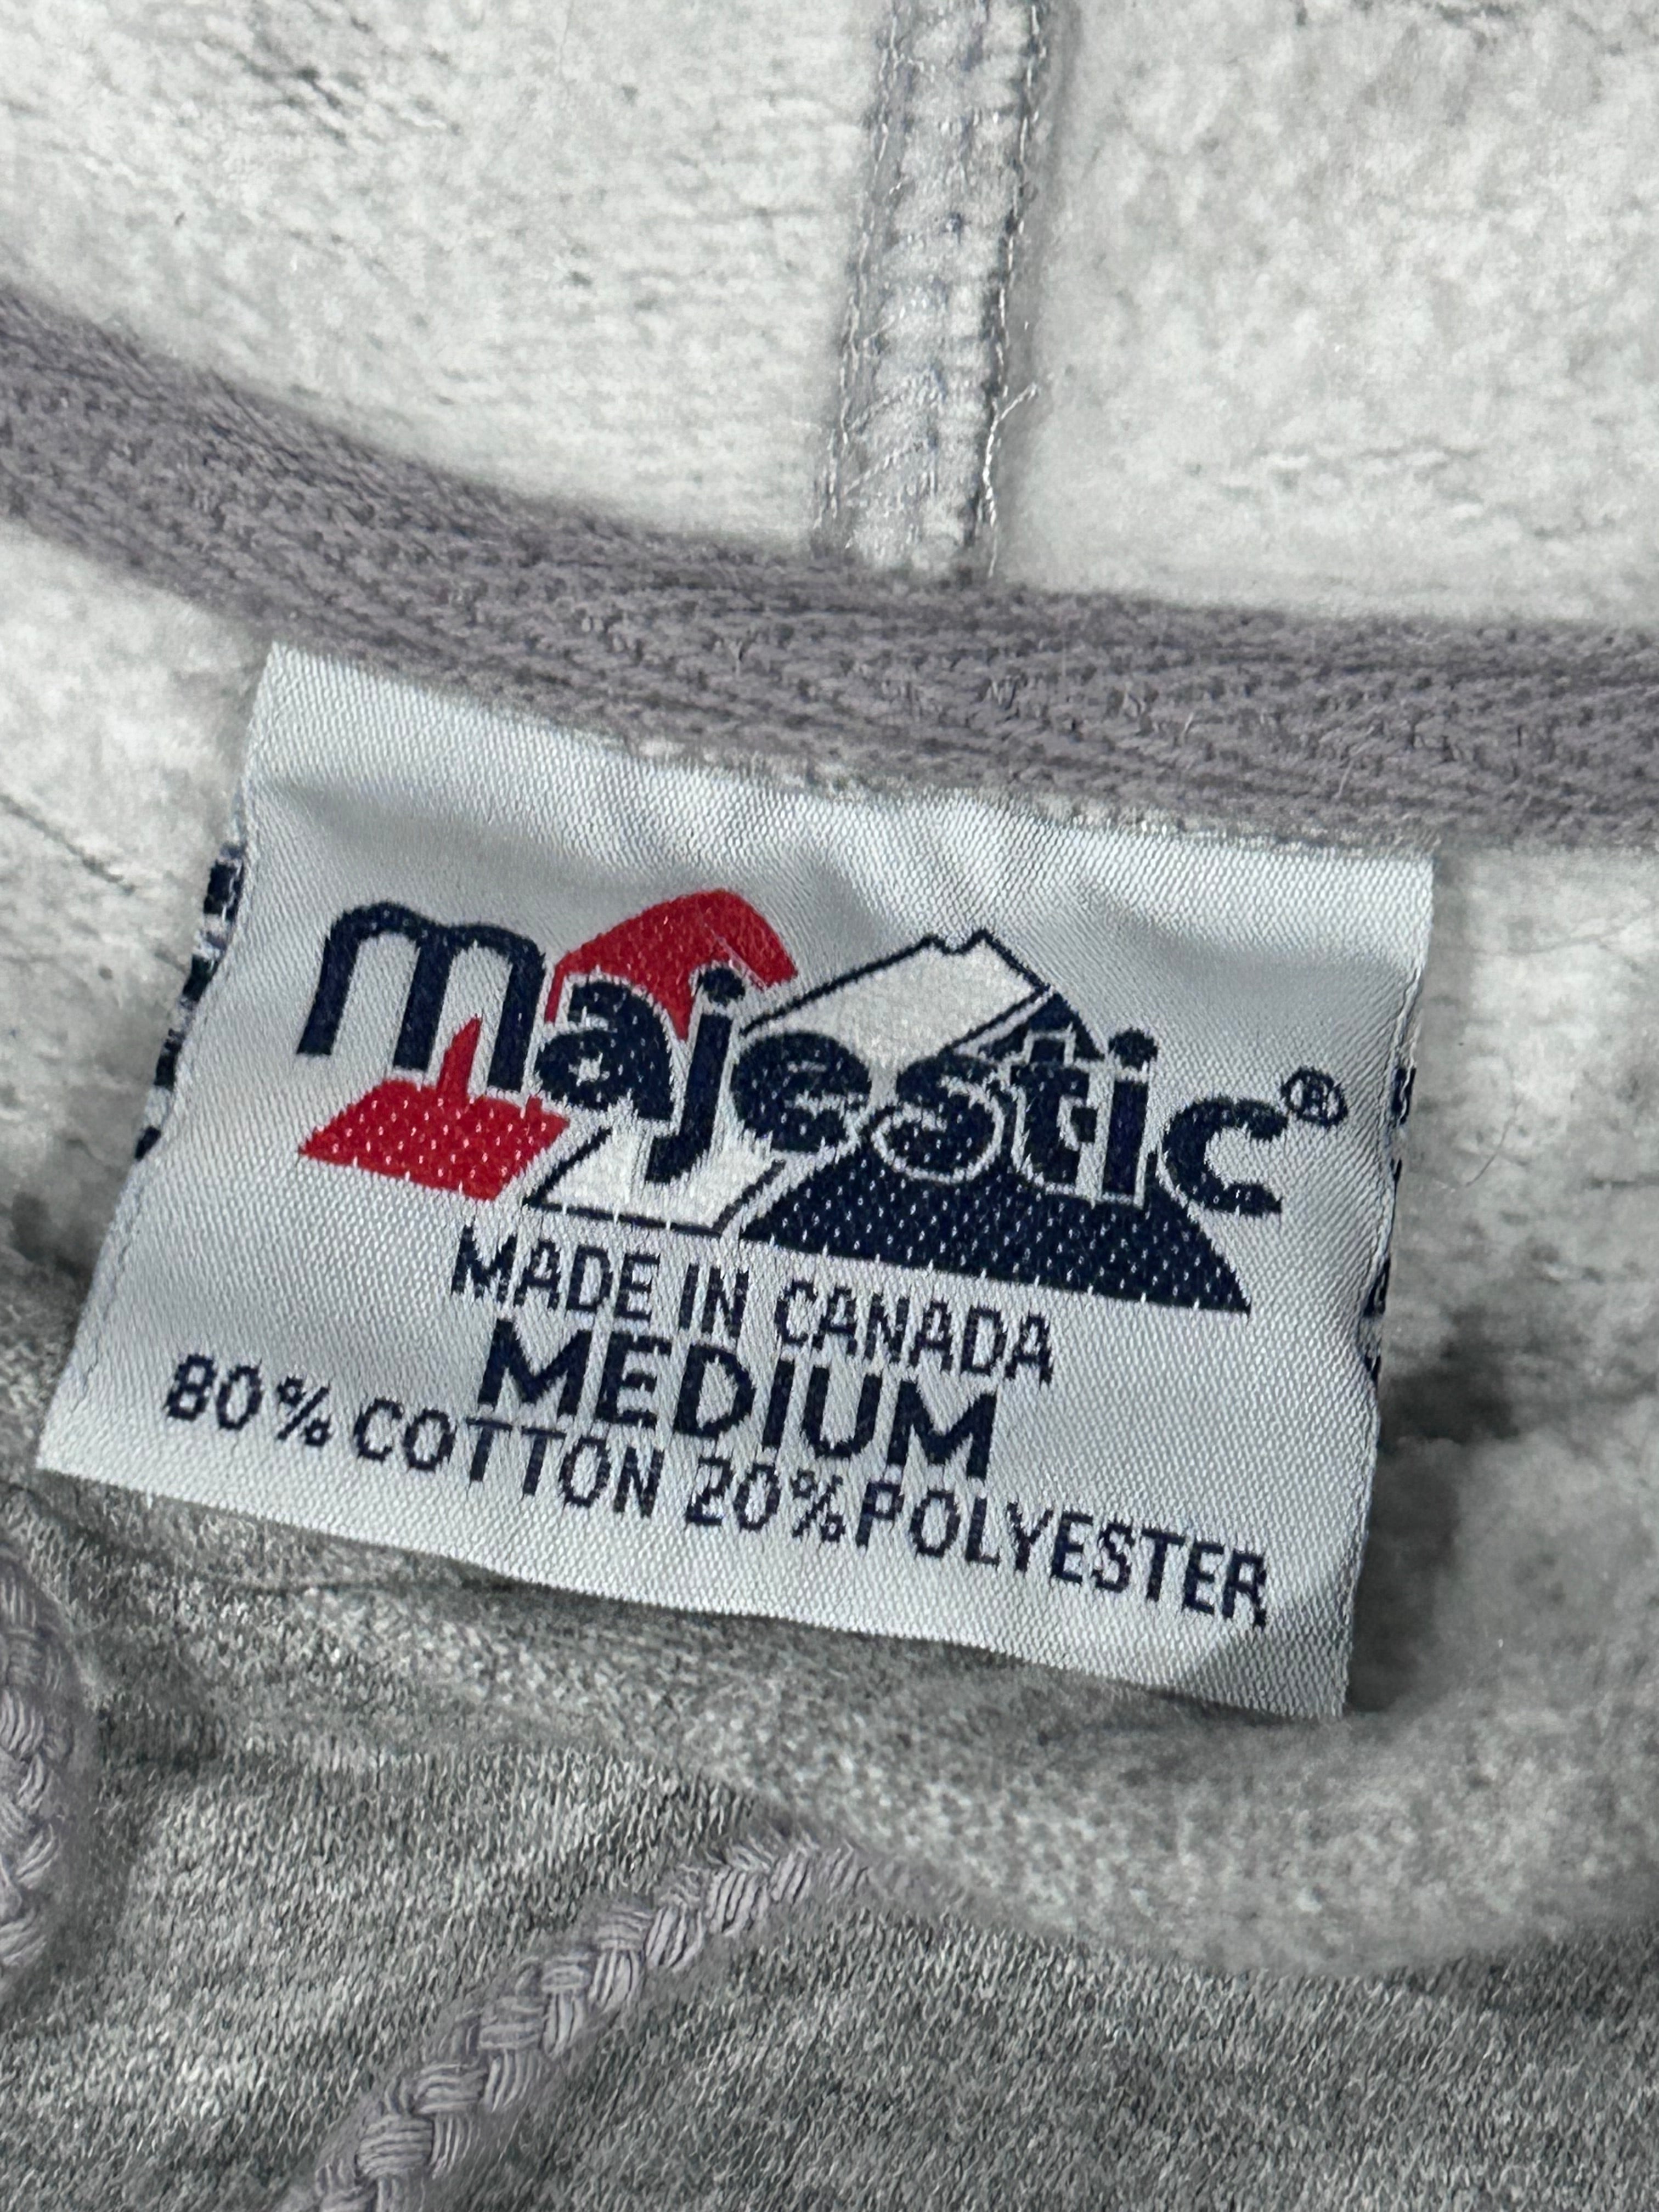 majestic®
MADE IN CANADA
MEDIUM
80% COTTON 20% POLYESTER